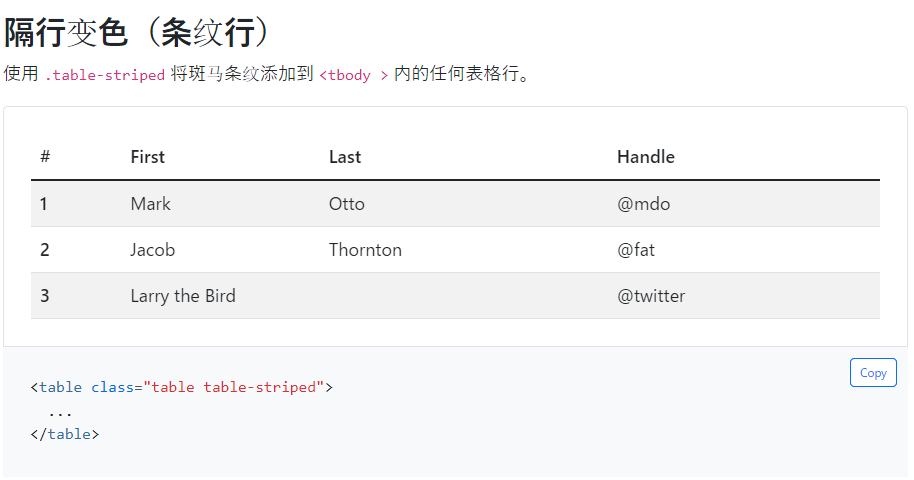 隔行变色（条纹行）
使用 .table-striped 将斑马条纹添加到 <tbody > 内的任何表格行。
# First Last Handle
1 Mark Otto @mdo
2 Jacob Thornton @fat
3 Larry the Bird @twitter
Copy
<table class="table table-striped">
...
</table>